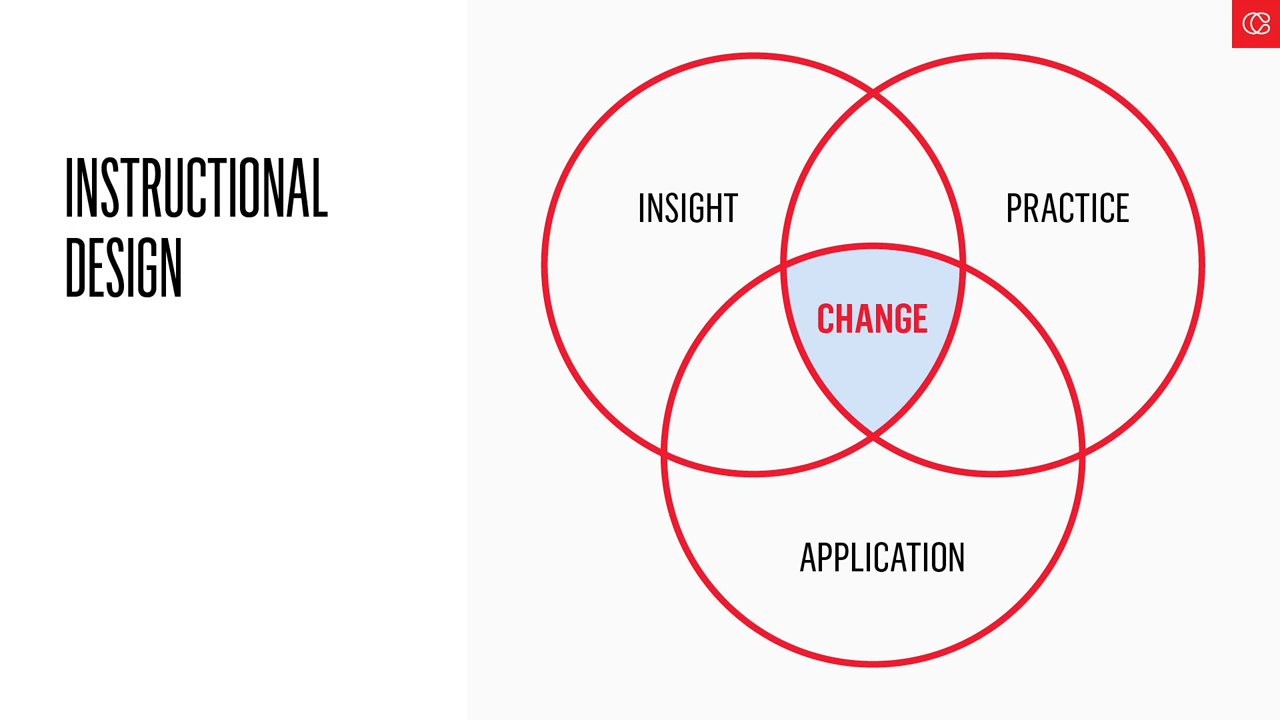 INSTRUCTIONAL
DESIGN
INSIGHT
PRACTICE
CHANGE
APPLICATION